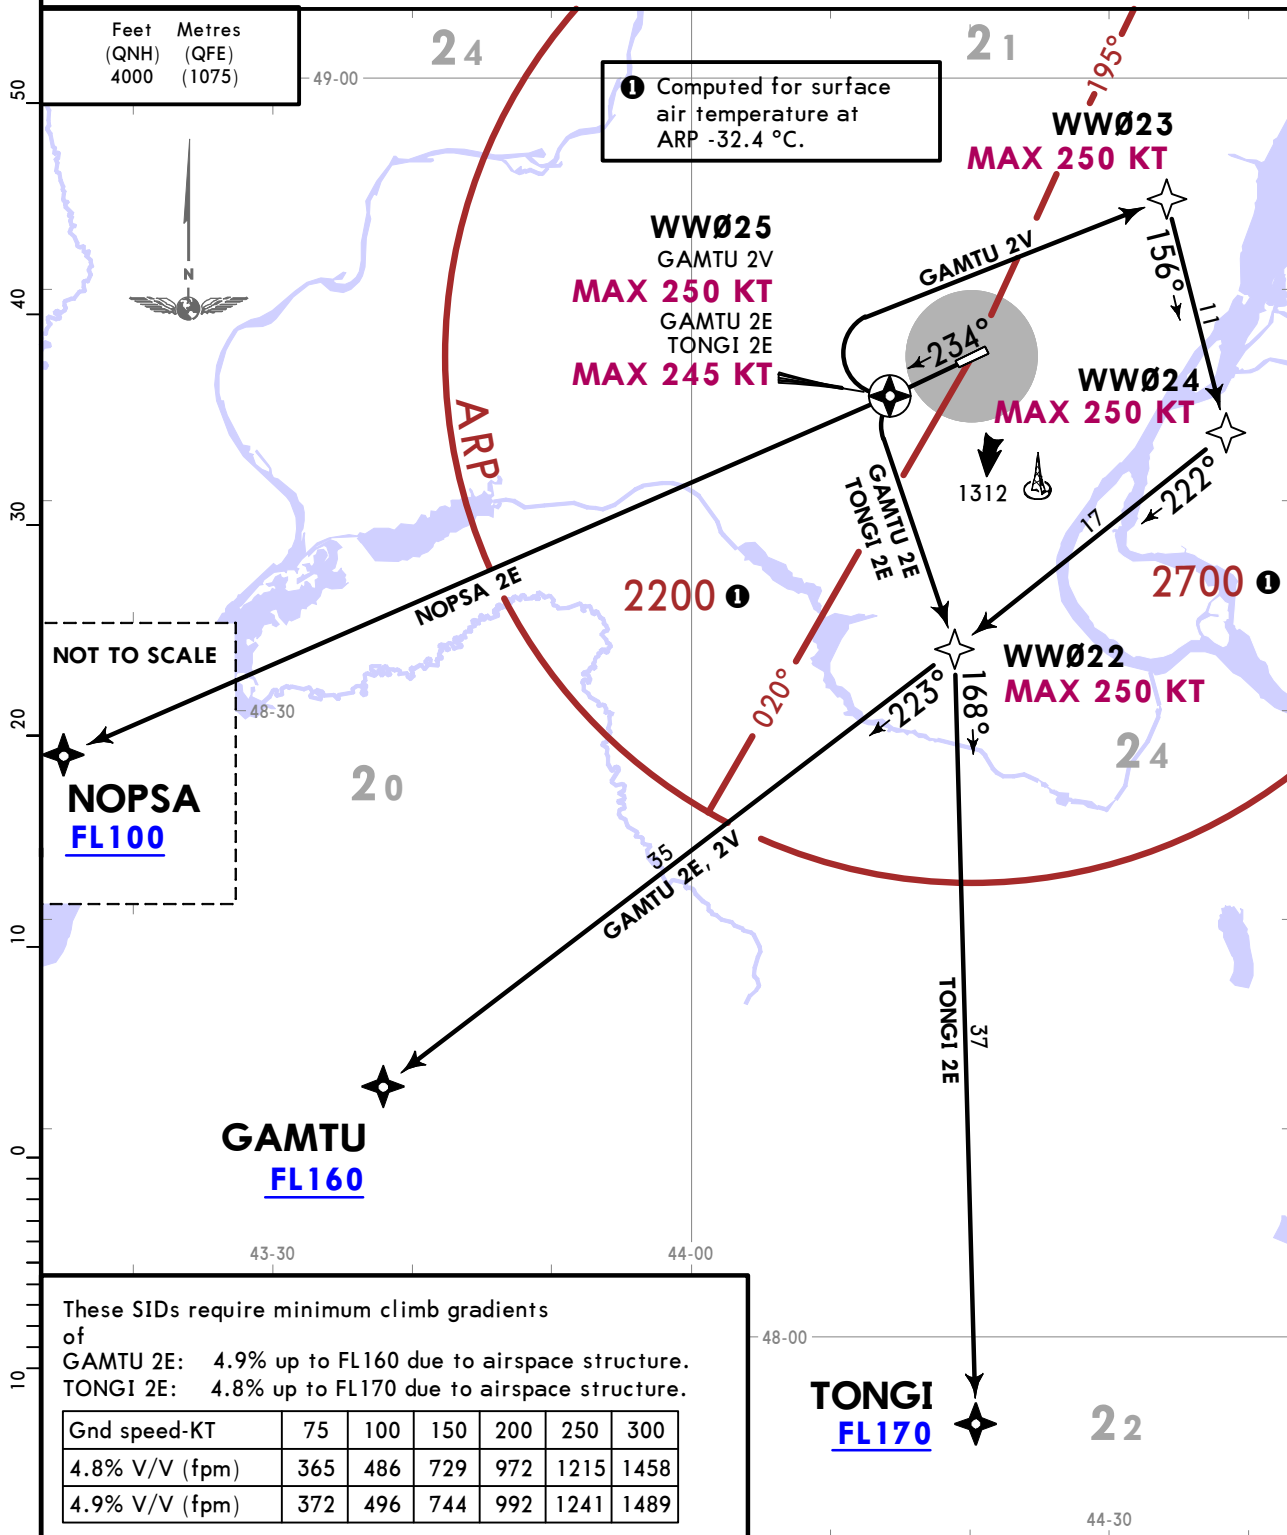 Feet Metres
(QNH) (QFE)
4000 (1075)
24
21
49-00
❶ Computed for surface
air temperature at
ARP -32.4 °C.
195°
WWØ23
MAX 250 KT
50
N
WWØ25
GAMTU 2V
MAX 250 KT
GAMTU 2E
TONGI 2E
MAX 245 KT
GAMTU 2V
156°
11
40
234°
WWØ24
MAX 250 KT
ARP
GAMTU 2E
TONGI 2E
1312
222°
17
30
NOPSA 2E
2200 ❶
2700 ❶
NOT TO SCALE
WWØ22
MAX 250 KT
48-30
020°
223°
168°
20
20
24
NOPSA
FL100
35
GAMTU 2E, 2V
10
TONGI 2E
37
GAMTU
FL160
0
43-30
44-00
These SIDs require minimum climb gradients
of
GAMTU 2E: 4.9% up to FL160 due to airspace structure.
TONGI 2E: 4.8% up to FL170 due to airspace structure.
48-00
10
TONGI
FL170
22
Gnd speed-KT 75 100 150 200 250 300
4.8% V/V (fpm) 365 486 729 972 1215 1458
4.9% V/V (fpm) 372 496 744 992 1241 1489
44-30